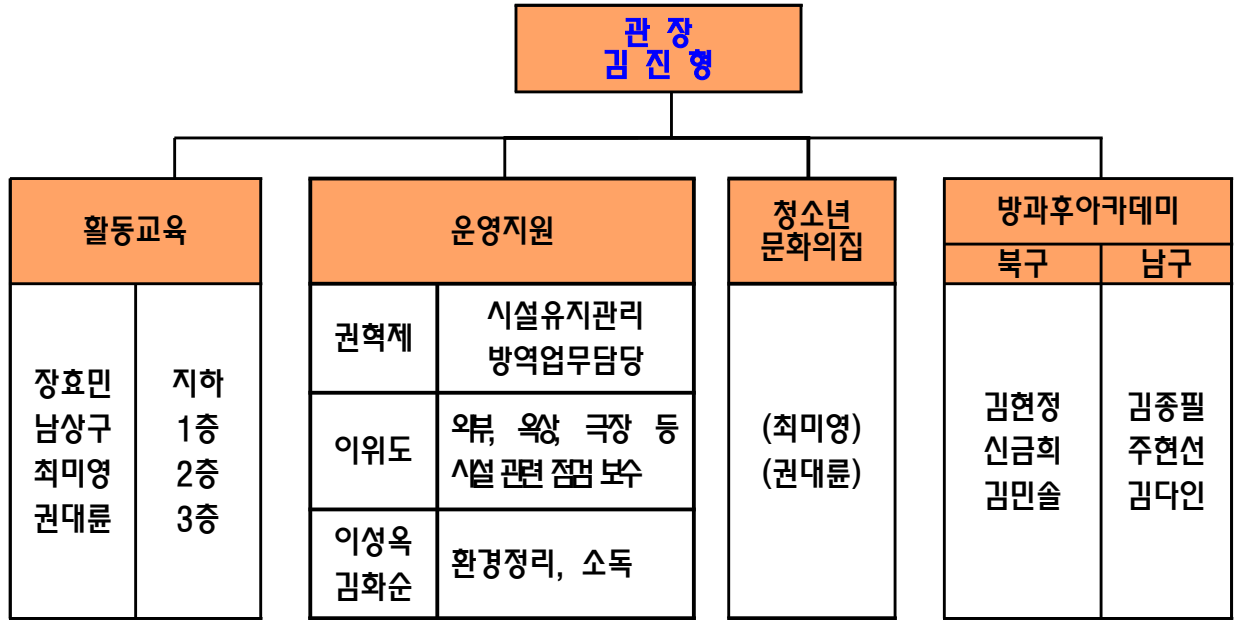 관 장
김 진 형
활동교육
장효민 지하
남상구 1층
최미영 2층
권대륜 3층
운영지원
권혁제
시설유지관리
방역업무담당
이위도
외부, 옥상, 극장 등
시설 관련 점검 보수
이성옥
김화순
환경정리, 소독
청소년
문화의집
(최미영)
(권대륜)
방과후아카데미
북구 남구
김현정 김종필
신금희 주현선
김민솔 김다인